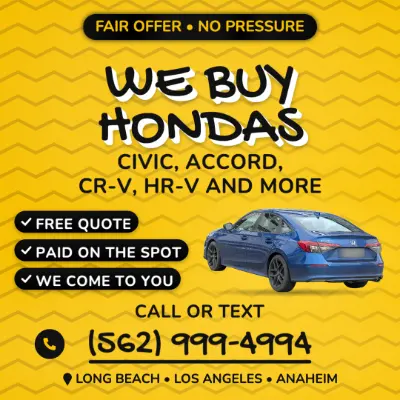 FAIR OFFER • NO PRESSURE
WE BUY
HONDAS
CIVIC, ACCORD,
CR-V, HR-V AND MORE
FREE QUOTE
PAID ON THE SPOT
WE COME TO YOU
CALL OR TEXT
(562) 999-4994
LONG BEACH • LOS ANGELES • ANAHEIM